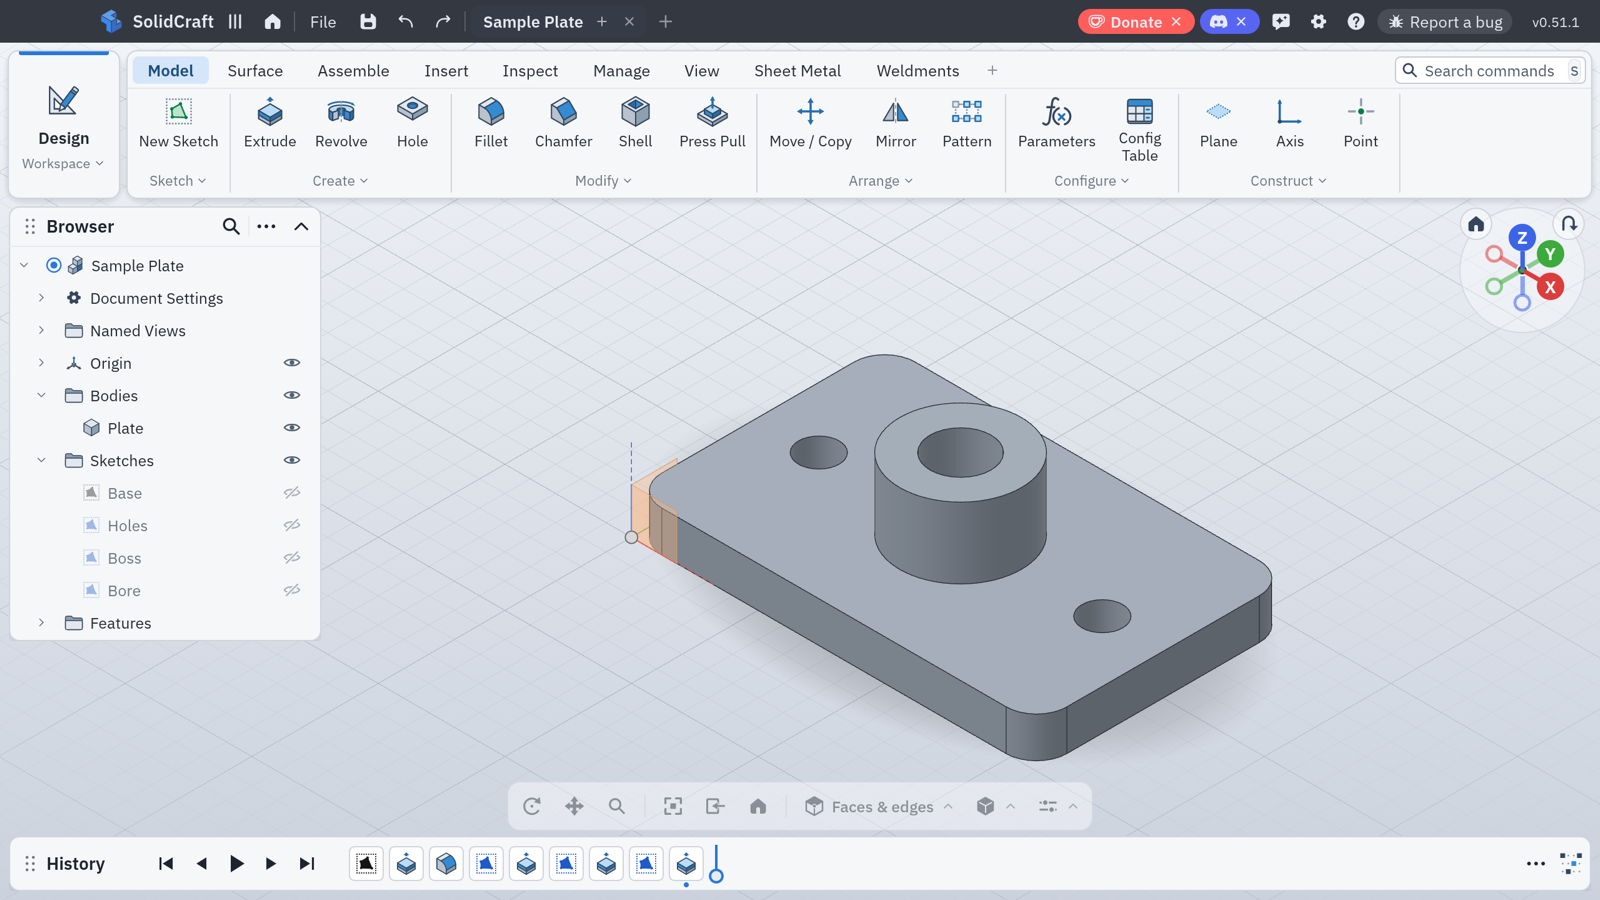 SolidCraft File Sample Plate Donate Report a bug v0.51.1
Design
Workspace
Model Surface Assemble Insert Inspect Manage View Sheet Metal Weldments Search commands S
New Sketch Extrude Revolve Hole Fillet Chamfer Shell Press Pull Move / Copy Mirror Pattern Parameters Config Table Plane Axis Point
Sketch Create Modify Arrange Configure Construct
Browser
Sample Plate
Document Settings
Named Views
Origin
Bodies
Plate
Sketches
Base
Holes
Boss
Bore
Features
Z
Y
X
Faces & edges
History